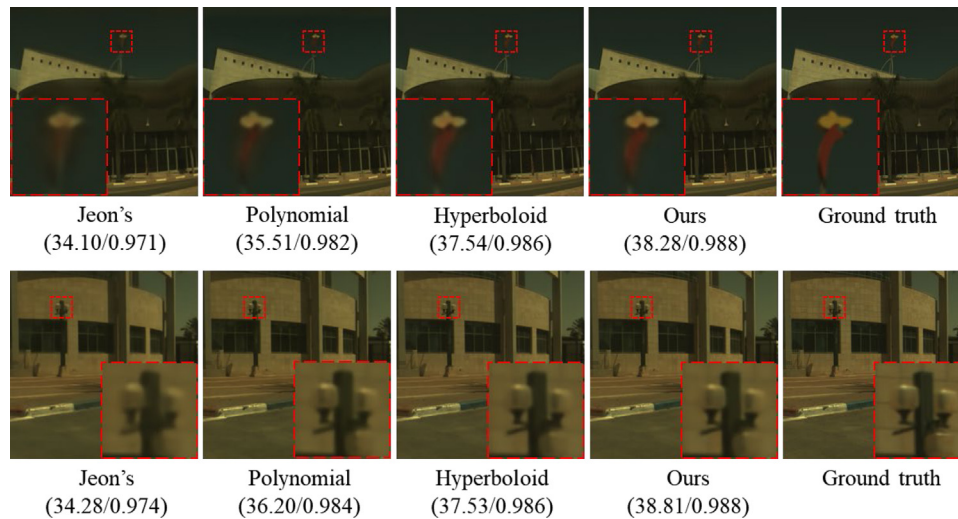 Jeon's Polynomial Hyperboloid Ours Ground truth
(34.10/0.971) (35.51/0.982) (37.54/0.986) (38.28/0.988)
Jeon's Polynomial Hyperboloid Ours Ground truth
(34.28/0.974) (36.20/0.984) (37.53/0.986) (38.81/0.988)